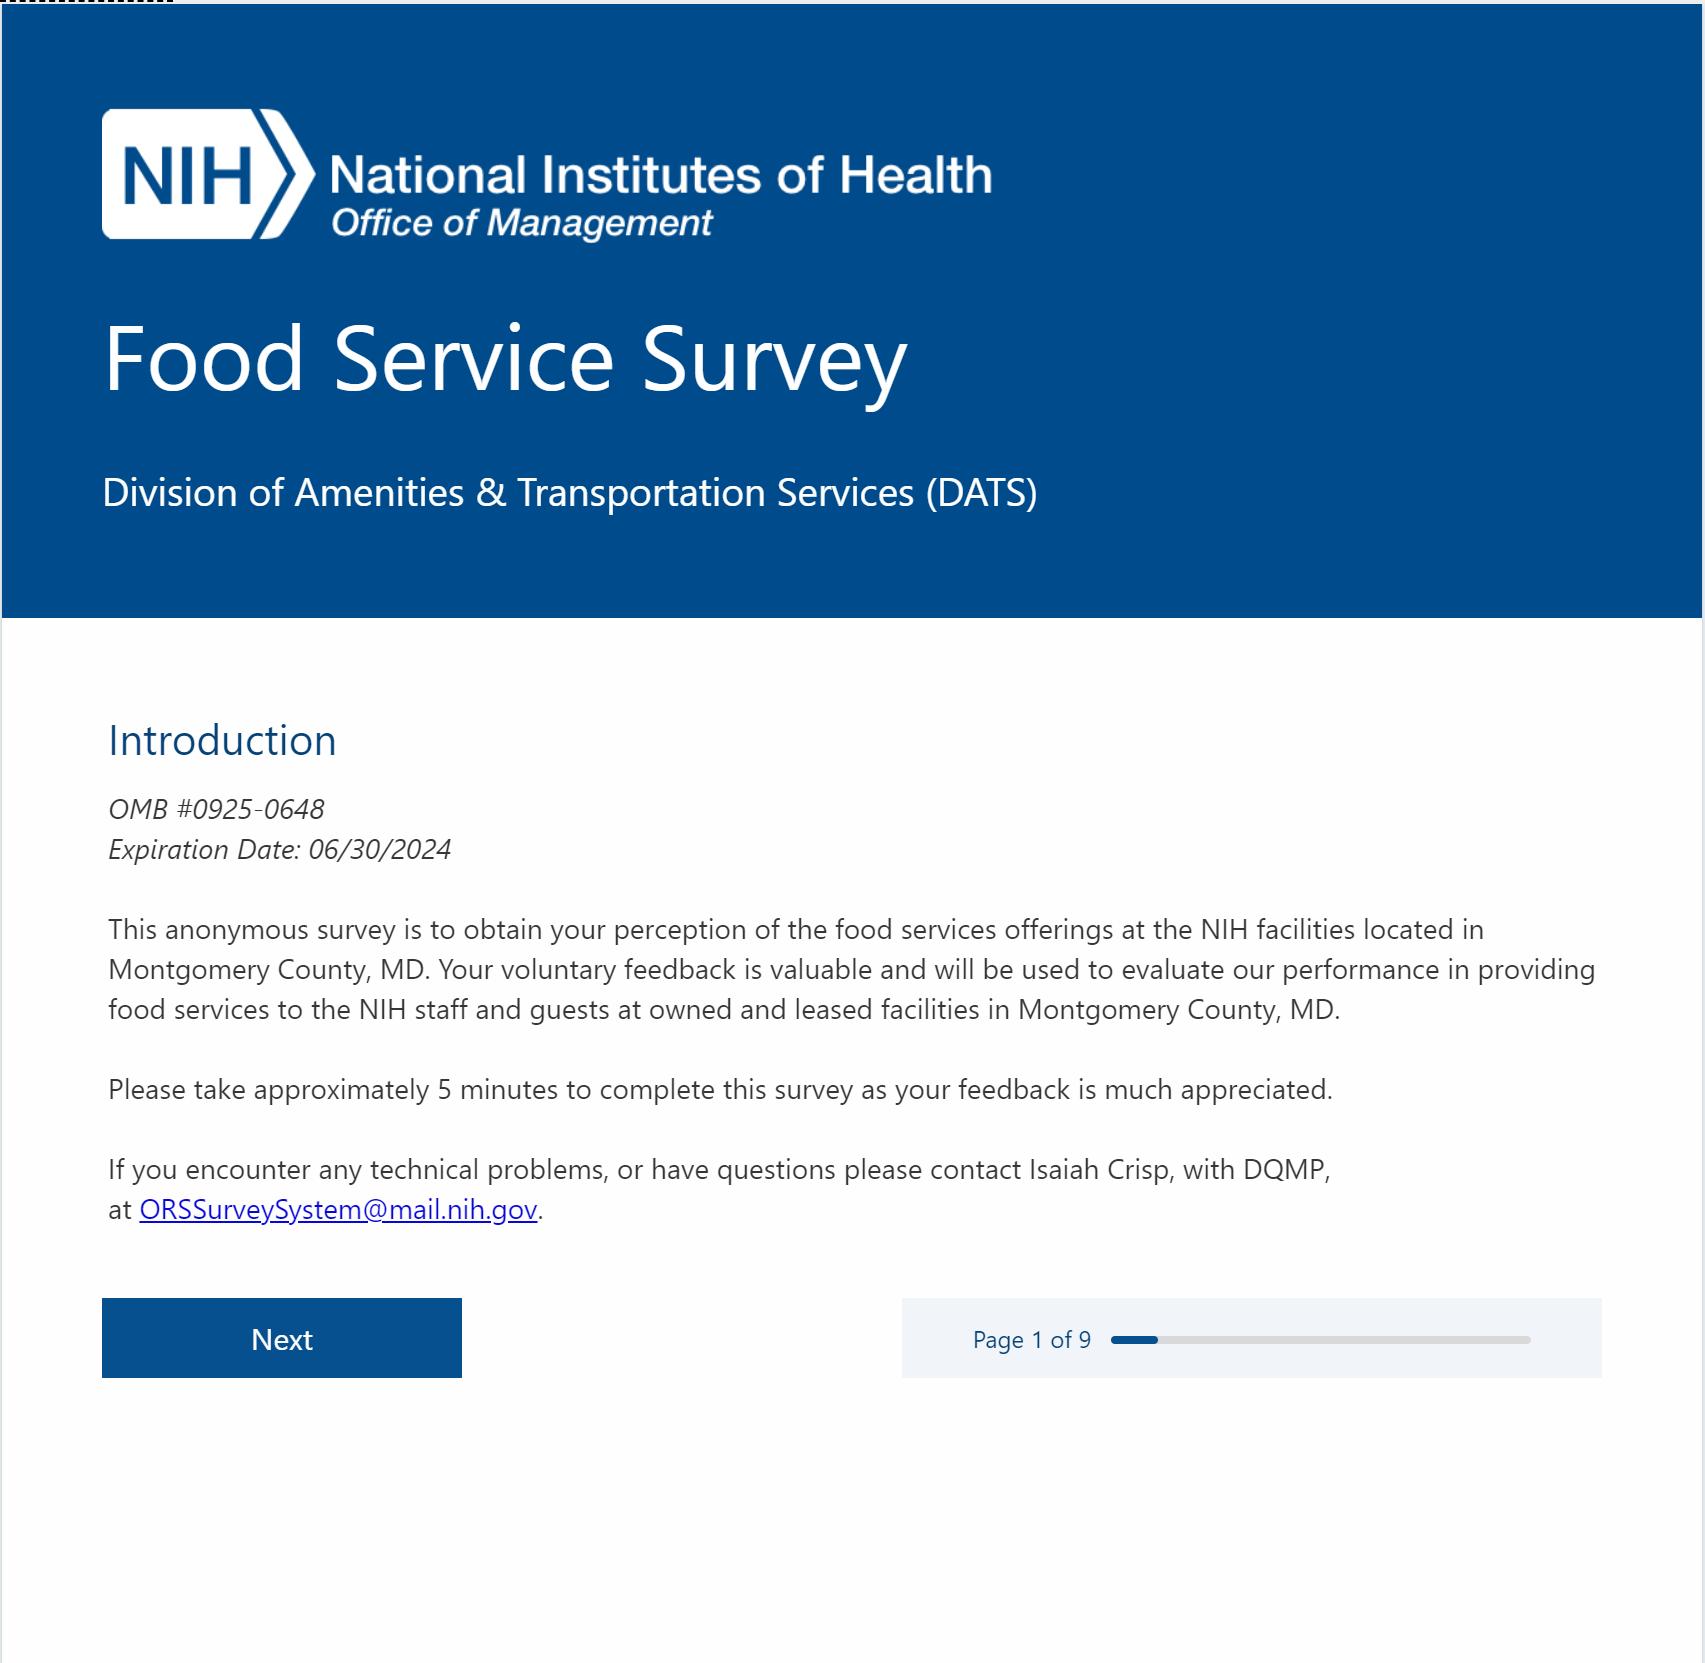 NIH National Institutes of Health
Office of Management
Food Service Survey
Division of Amenities & Transportation Services (DATS)
Introduction
OMB #0925-0648
Expiration Date: 06/30/2024
This anonymous survey is to obtain your perception of the food services offerings at the NIH facilities located in
Montgomery County, MD. Your voluntary feedback is valuable and will be used to evaluate our performance in providing
food services to the NIH staff and guests at owned and leased facilities in Montgomery County, MD.
Please take approximately 5 minutes to complete this survey as your feedback is much appreciated.
If you encounter any technical problems, or have questions please contact Isaiah Crisp, with DQMP,
at ORSSurveySystem@mail.nih.gov.
Next
Page 1 of 9